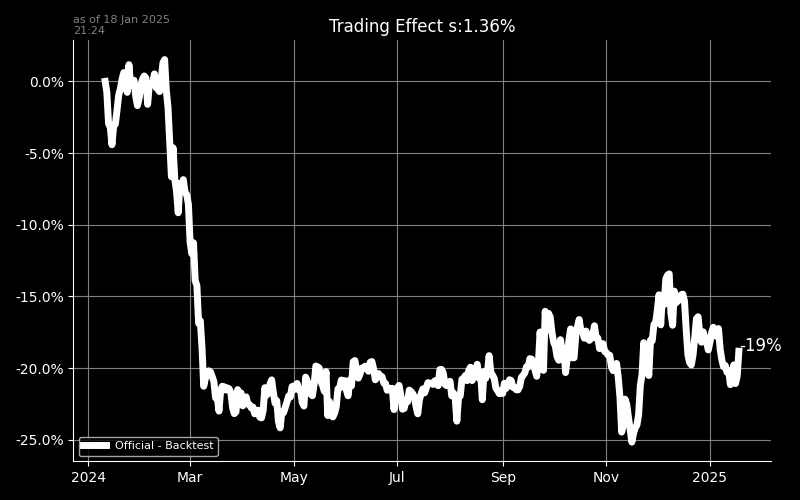 as of 18 Jan 2025
21:24
Trading Effect s:1.36%
0.0%
-5.0%
-10.0%
-15.0%
-20.0%
-25.0%
-19%
Official - Backtest
2024 Mar May Jul Sep Nov 2025